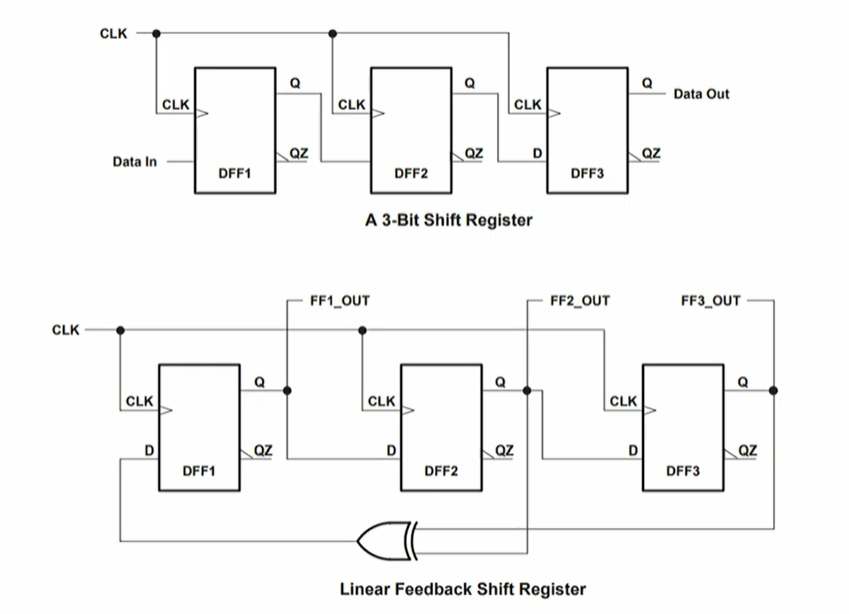 CLK
Q Q Q
CLK CLK CLK Data Out
Data In QZ QZ D QZ
DFF1 DFF2 DFF3
A 3-Bit Shift Register
FF1_OUT FF2_OUT FF3_OUT
CLK
Q Q Q
CLK CLK CLK
D QZ D QZ D QZ
DFF1 DFF2 DFF3
Linear Feedback Shift Register